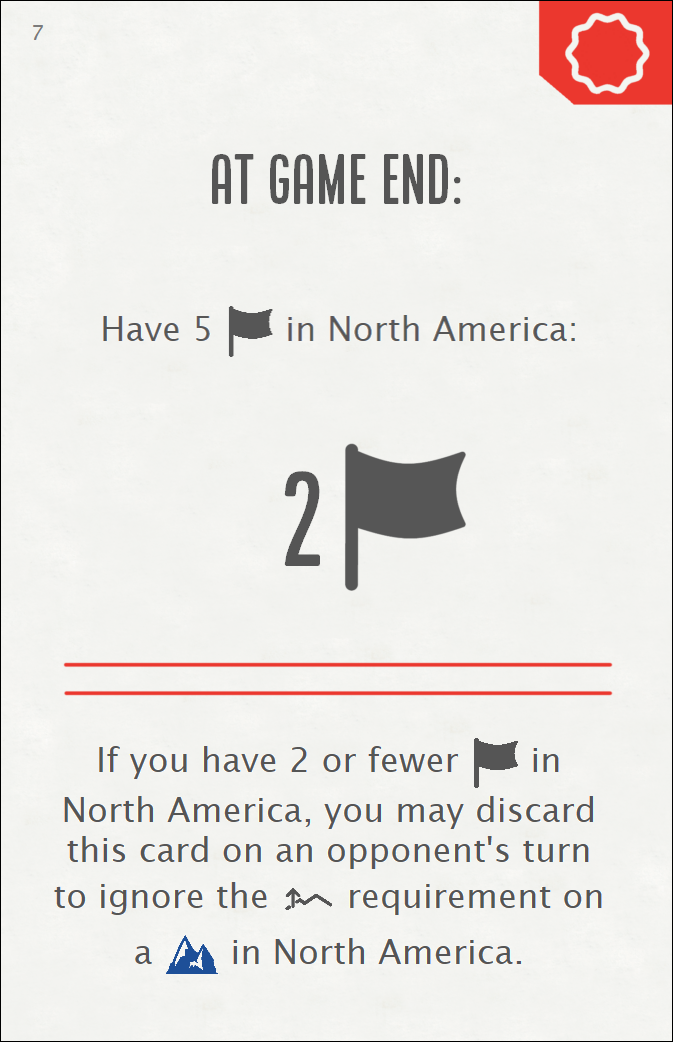 7
AT GAME END:
Have 5 in North America:
2
If you have 2 or fewer in
North America, you may discard
this card on an opponent's turn
to ignore the requirement on
a in North America.